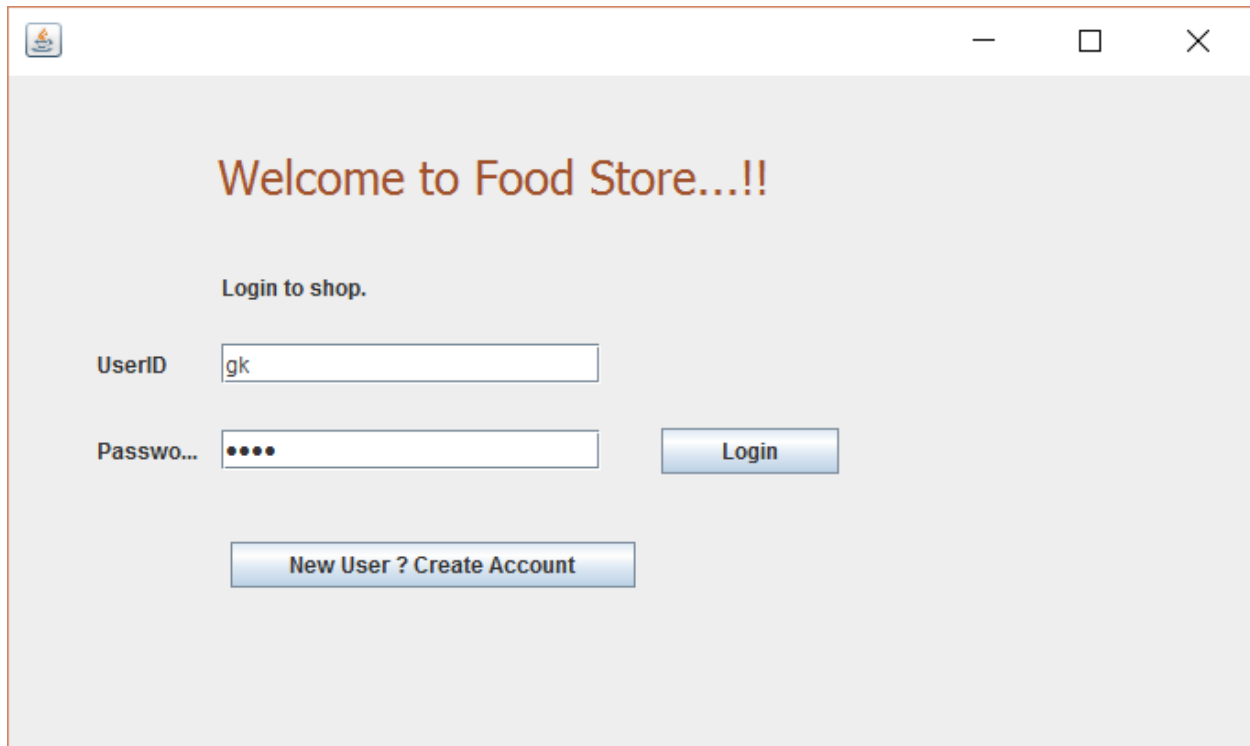 Welcome to Food Store...!!
Login to shop.
UserID gk
Passwo... •••• Login
New User ? Create Account